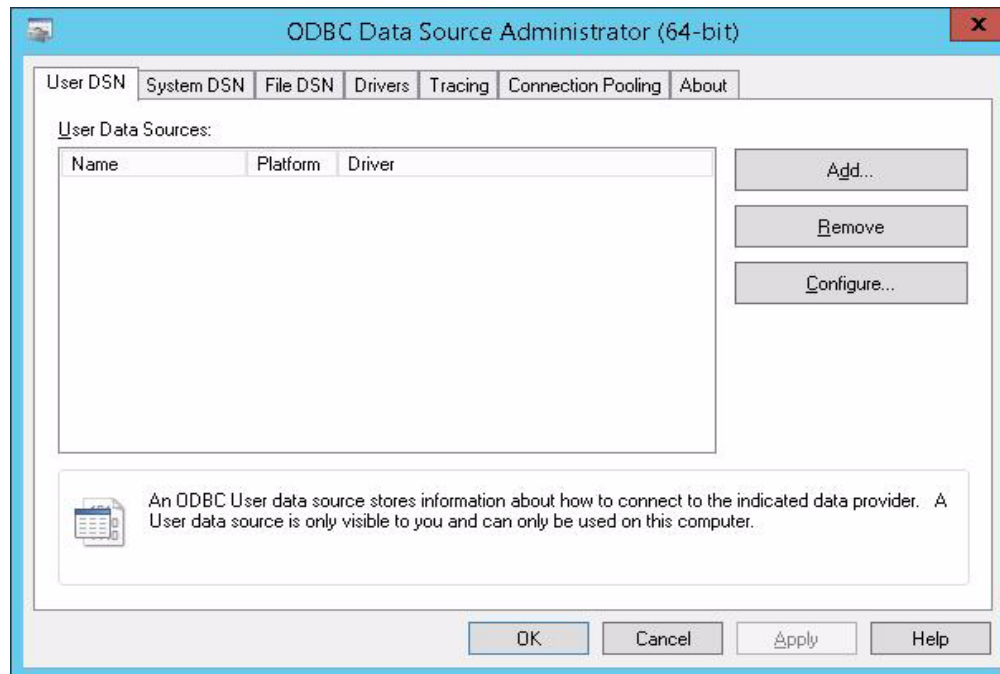 ODBC Data Source Administrator (64-bit)
x
User DSN System DSN File DSN Drivers Tracing Connection Pooling About
User Data Sources:
Name Platform Driver
Add...
Remove
Configure...
An ODBC User data source stores information about how to connect to the indicated data provider. A
User data source is only visible to you and can only be used on this computer.
OK Cancel Apply Help